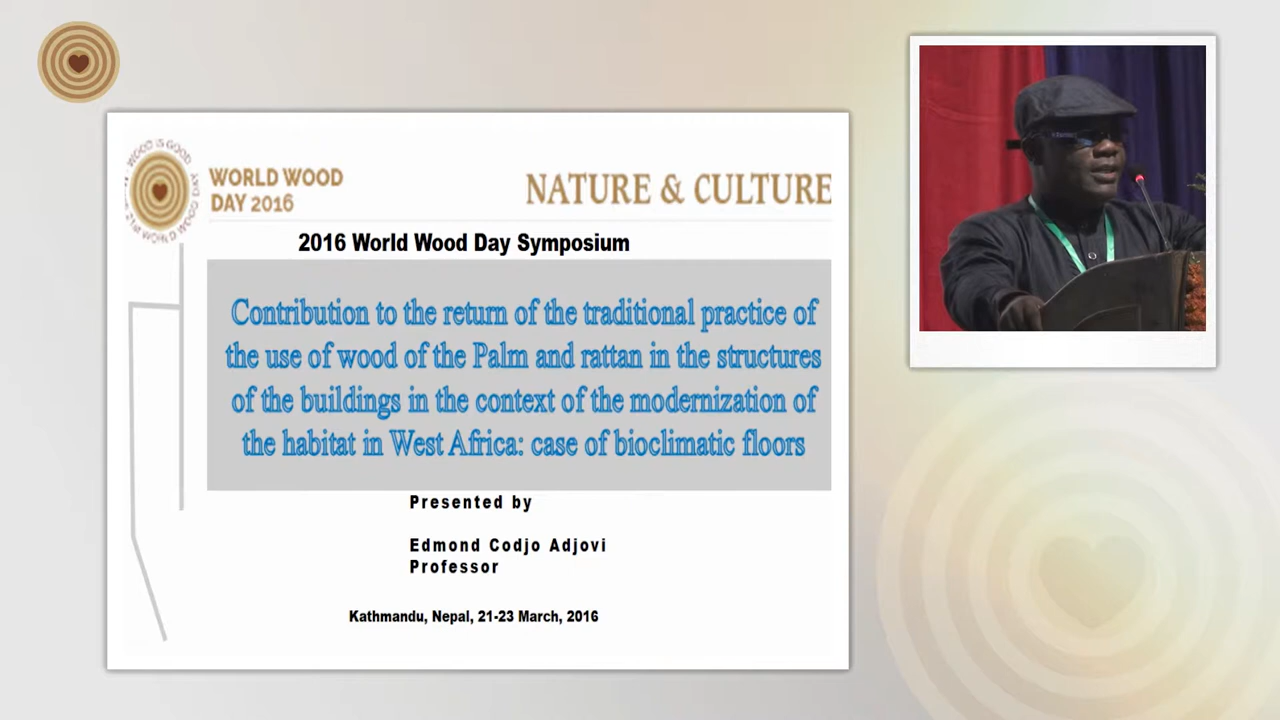 WOOD IS GOOD
WORLD WOOD
DAY 2016
NATURE & CULTURE
2016 World Wood Day Symposium
Contribution to the return of the traditional practice of
the use of wood of the Palm and rattan in the structures
of the buildings in the context of the modernization of
the habitat in West Africa: case of bioclimatic floors
Presented by
Edmond Codjo Adjovi
Professor
Kathmandu, Nepal, 21-23 March, 2016